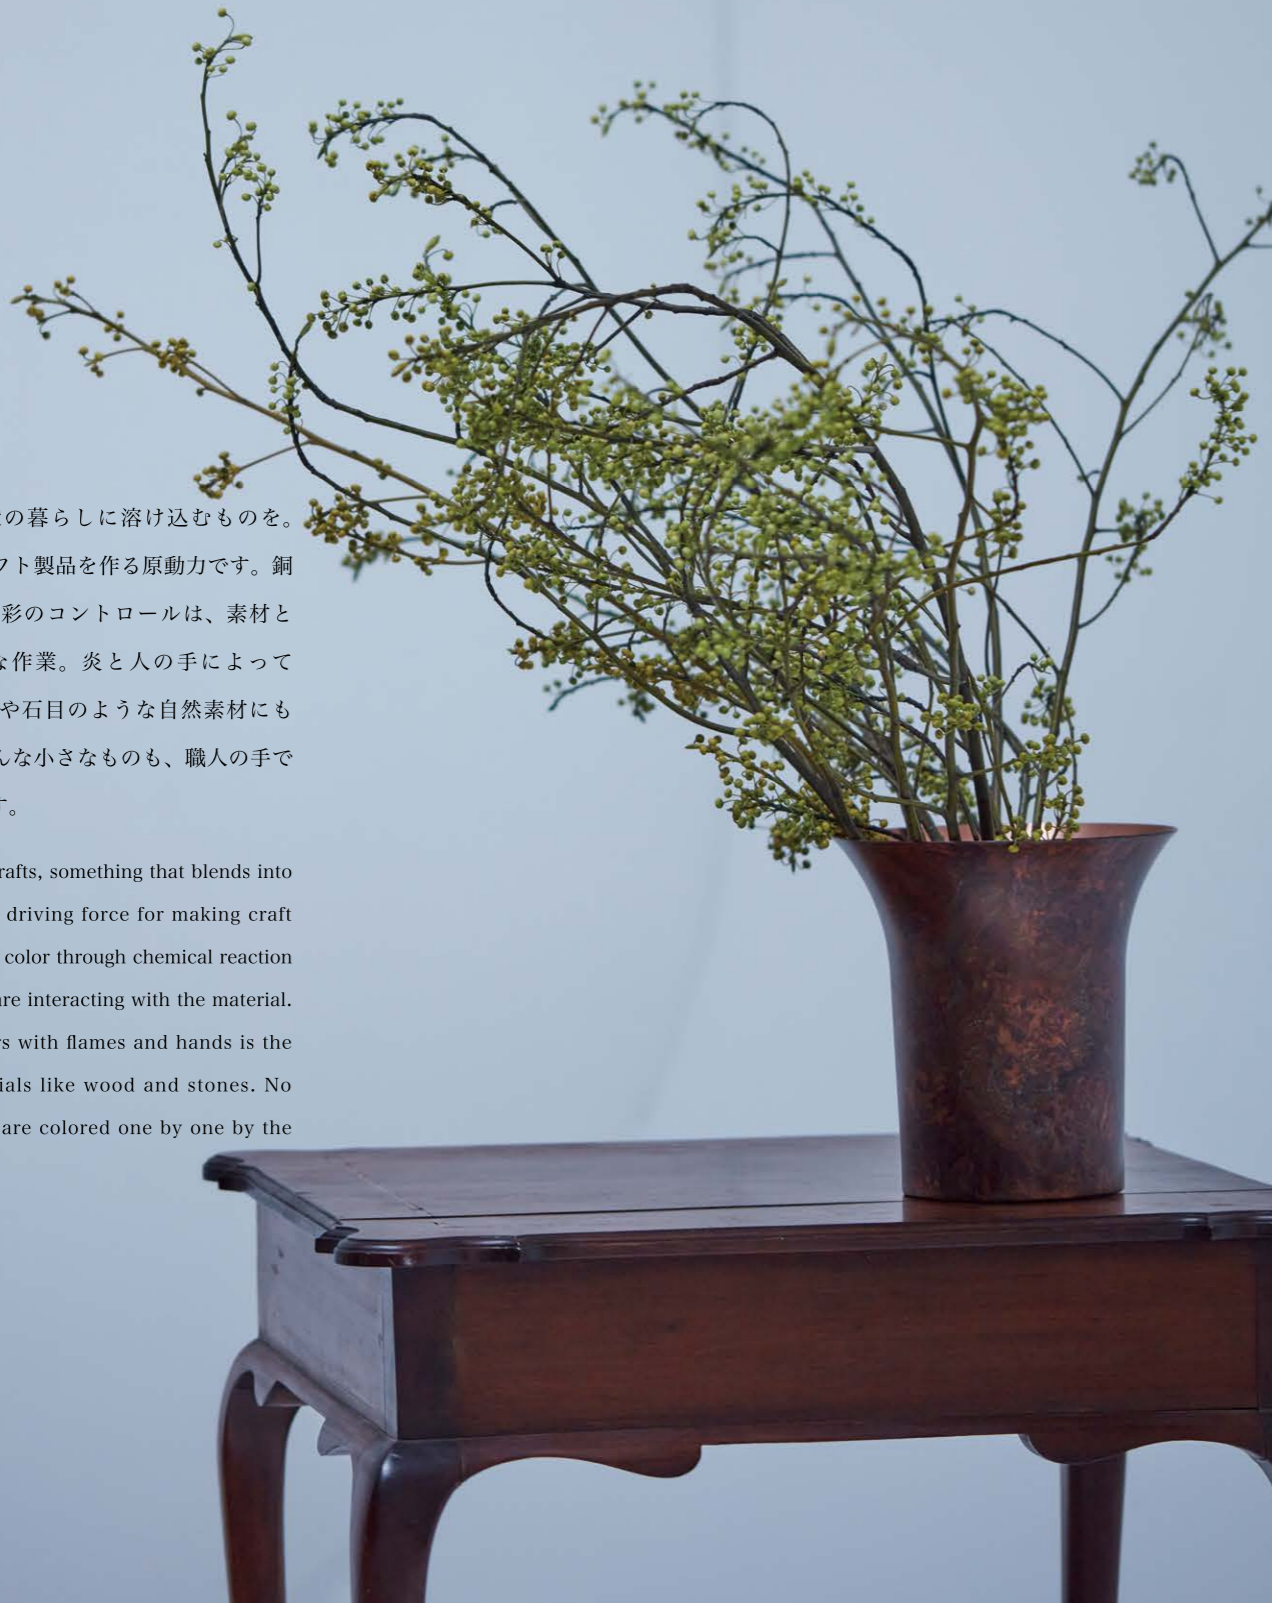 の暮らしに溶け込むものを。
フト製品を作る原動力です。銅
彩のコントロールは、素材と
な作業。炎と人の手によって
や石目のような自然素材にも
んな小さなものも、職人の手で
す。
rafts, something that blends into
driving force for making craft
color through chemical reaction
are interacting with the material.
rs with flames and hands is the
ials like wood and stones. No
are colored one by one by the